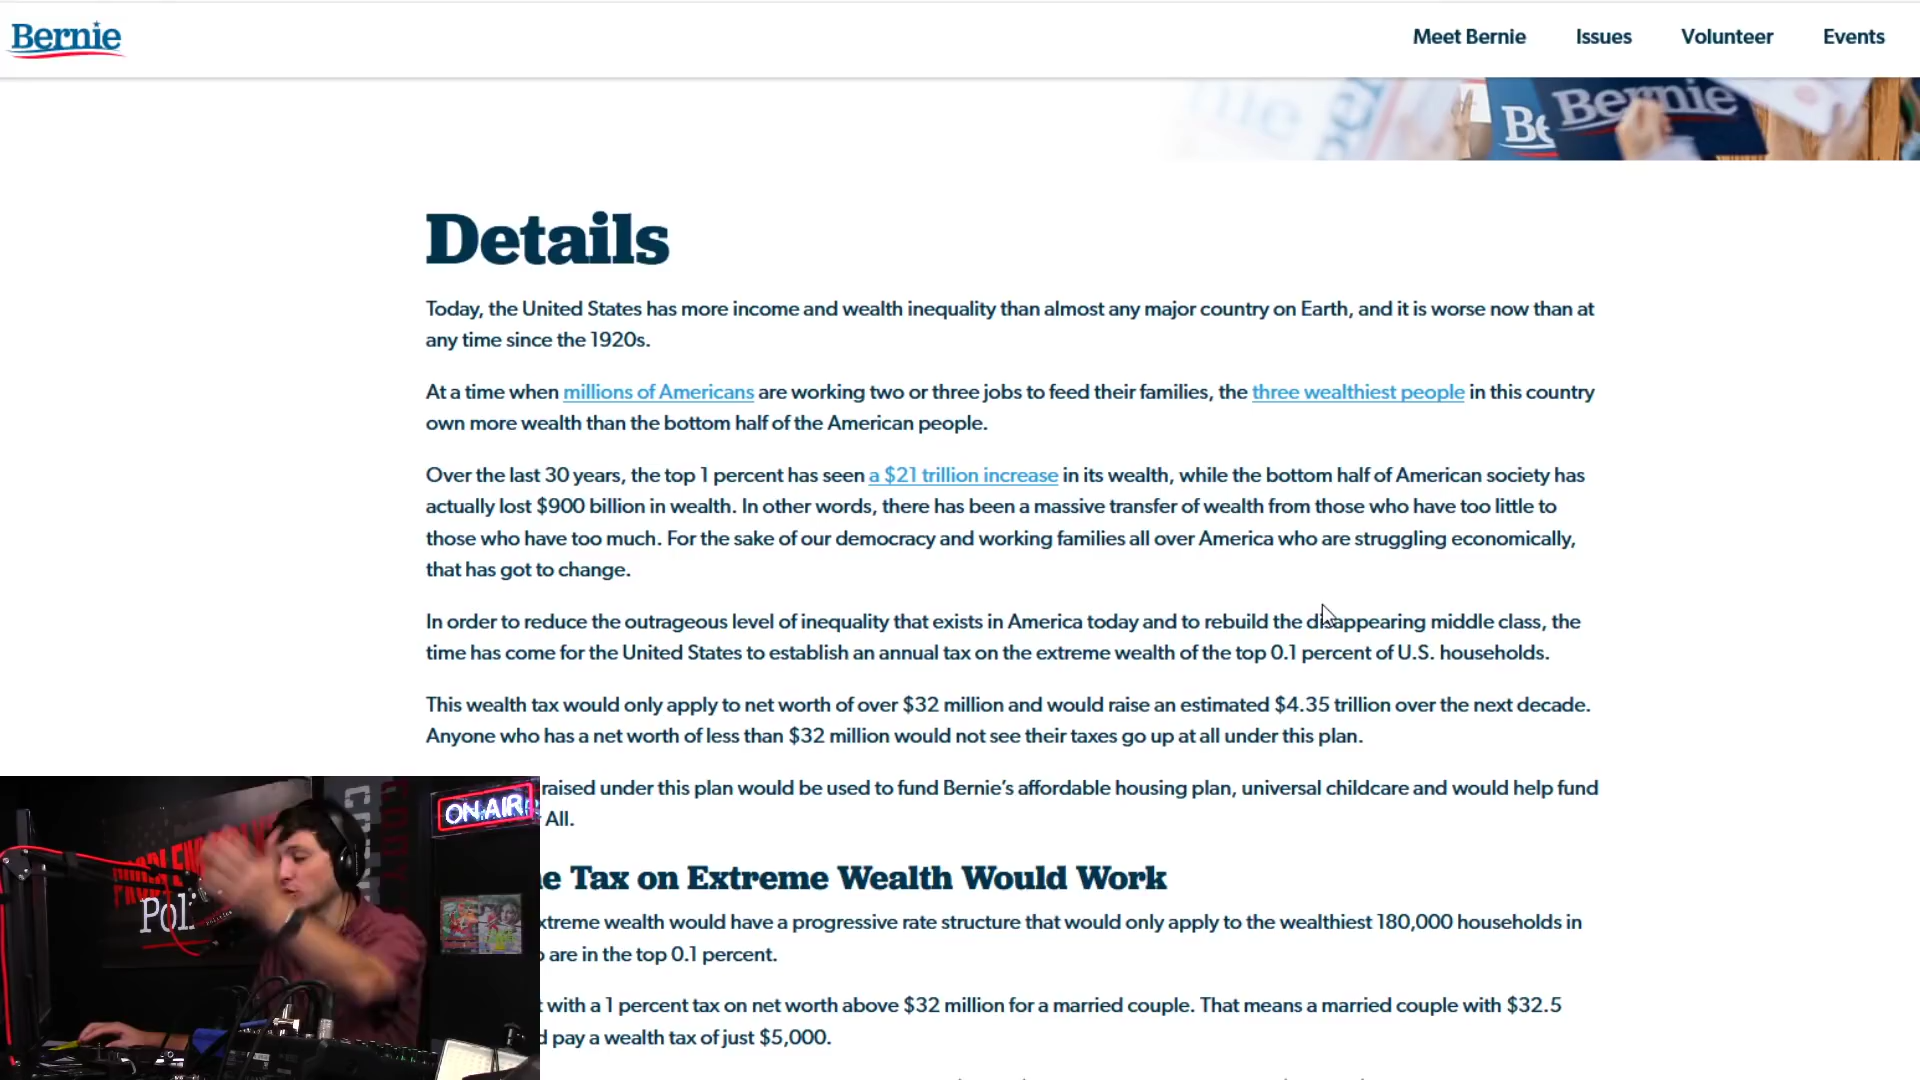 Bernie
Meet Bernie
Issues
Volunteer
Events
Bernie
Details
Today, the United States has more income and wealth inequality than almost any major country on Earth, and it is worse now than at
any time since the 1920s.
At a time when millions of Americans are working two or three jobs to feed their families, the three wealthiest people in this country
own more wealth than the bottom half of the American people.
Over the last 30 years, the top 1 percent has seen a $21 trillion increase in its wealth, while the bottom half of American society has
actually lost $900 billion in wealth. In other words, there has been a massive transfer of wealth from those who have too little to
those who have too much. For the sake of our democracy and working families all over America who are struggling economically,
that has got to change.
In order to reduce the outrageous level of inequality that exists in America today and to rebuild the disappearing middle class, the
time has come for the United States to establish an annual tax on the extreme wealth of the top 0.1 percent of U.S. households.
This wealth tax would only apply to net worth of over $32 million and would raise an estimated $4.35 trillion over the next decade.
Anyone who has a net worth of less than $32 million would not see their taxes go up at all under this plan.
raised under this plan would be used to fund Bernie's affordable housing plan, universal childcare and would help fund
All.
Tax on Extreme Wealth Would Work
xtreme wealth would have a progressive rate structure that would only apply to the wealthiest 180,000 households in
are in the top 0.1 percent.
with a 1 percent tax on net worth above $32 million for a married couple. That means a married couple with $32.5
pay a wealth tax of just $5,000.
ON AIR